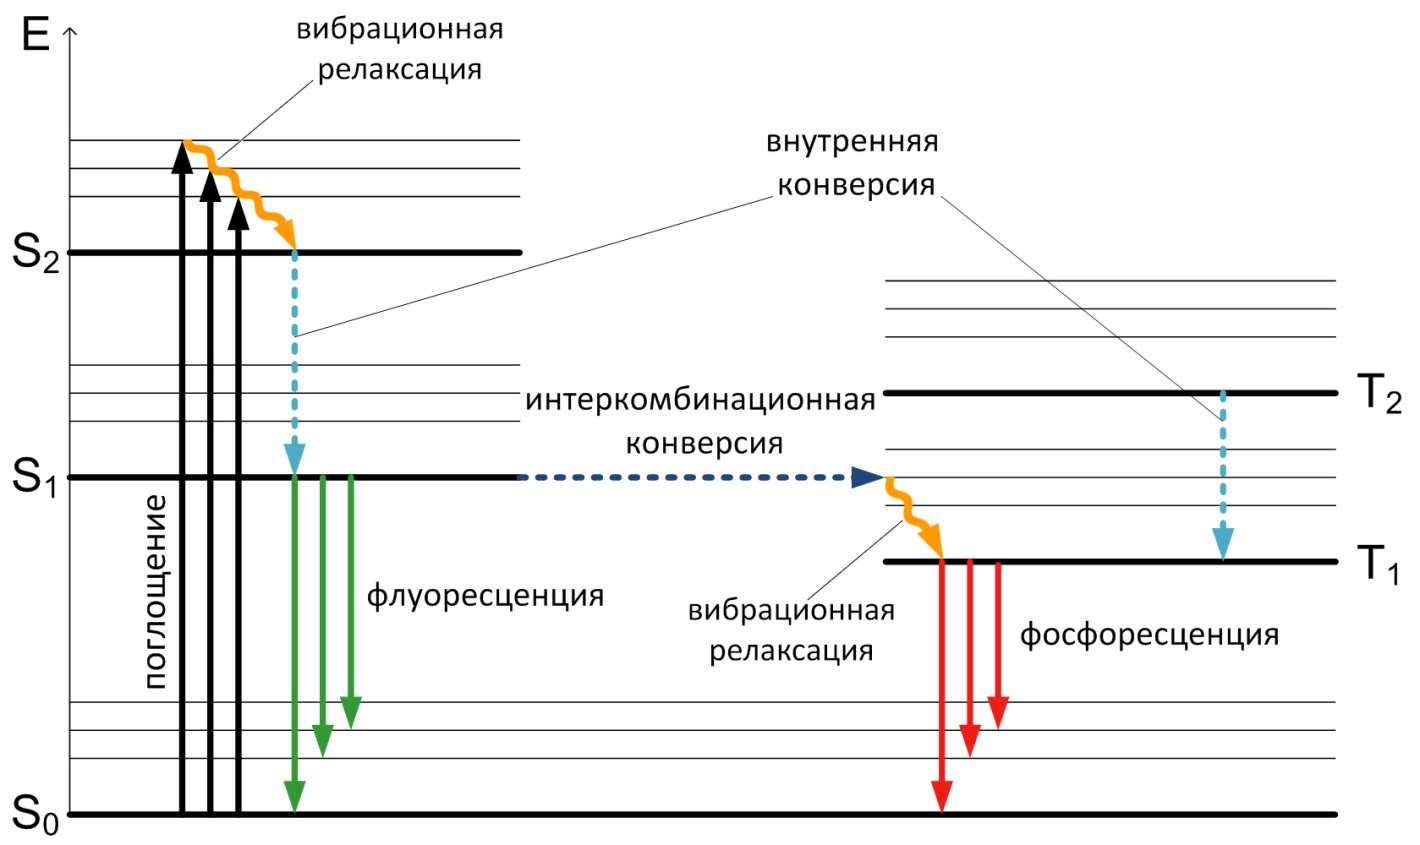 E
вибрационная
релаксация
внутренняя
конверсия
S2
T2
интеркомбинационная
конверсия
S1
T1
поглощение
флуоресценция
вибрационная
релаксация
фосфоресценция
S0